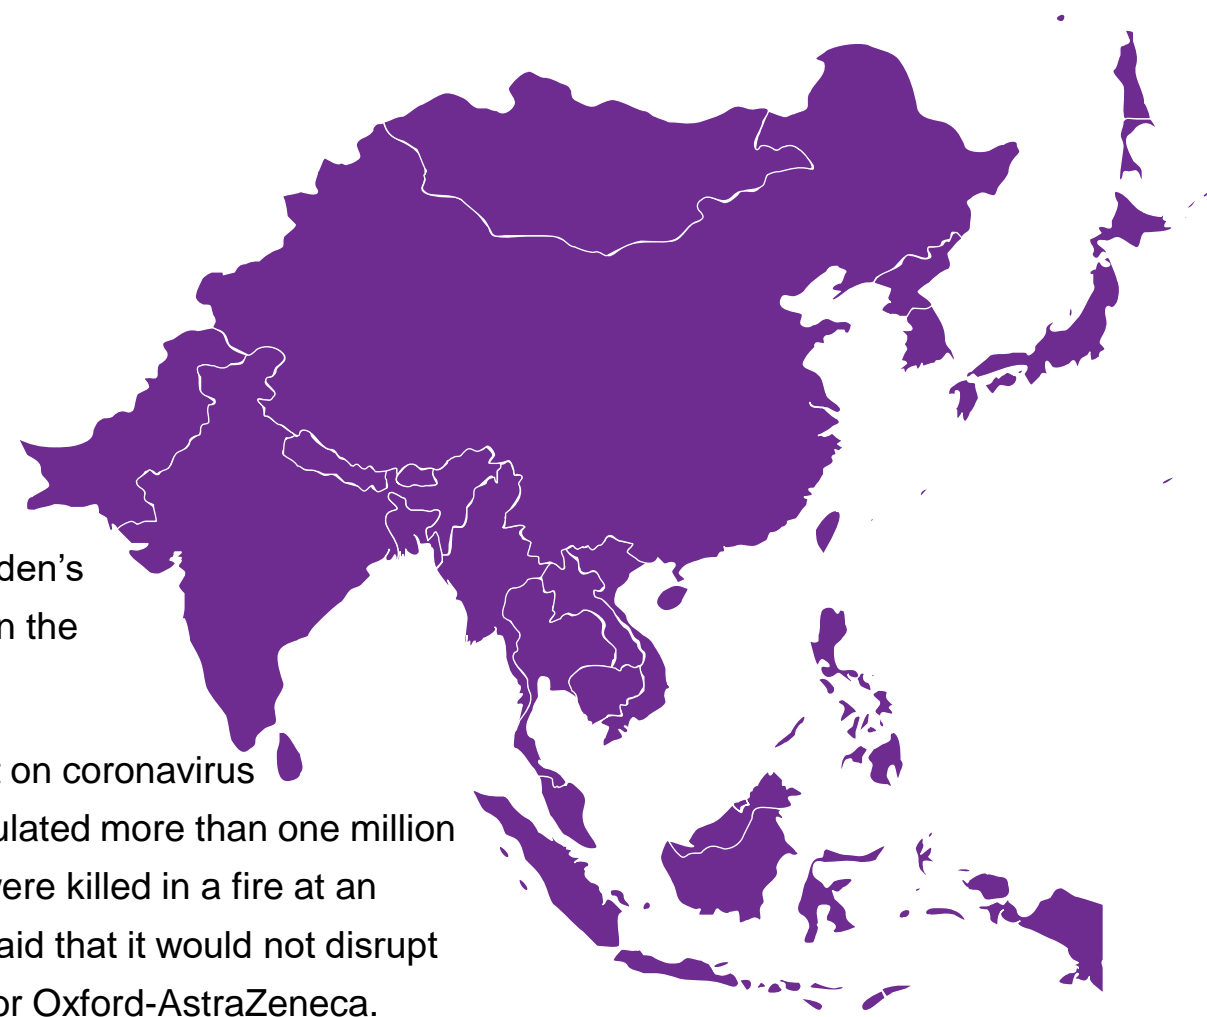 den’s
n the
t on coronavirus
ulated more than one million
vere killed in a fire at an
aid that it would not disrupt
or Oxford-AstraZeneca.